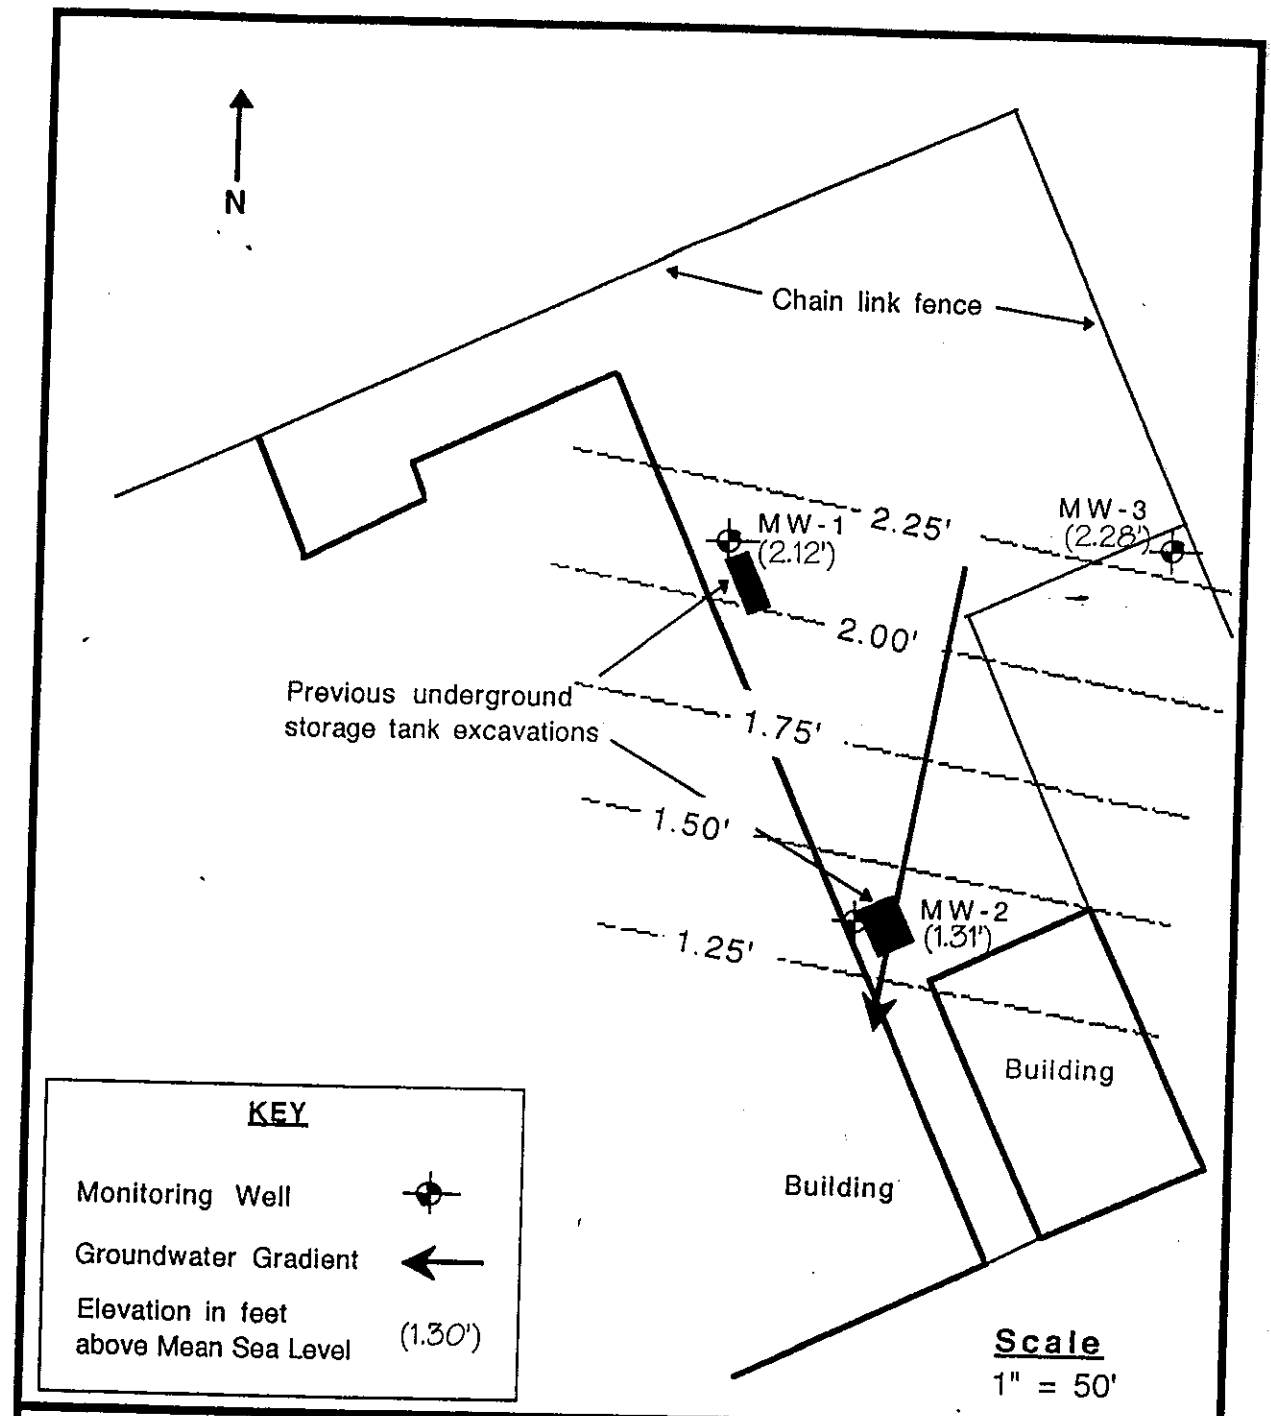 N
Chain link fence
MW-3
(2.28')
MW-1
(2.12')
2.25'
2.00'
Previous underground
storage tank excavations
1.75'
1.50'
MW-2
(1.31')
1.25'
Building
Building
KEY
Monitoring Well
Groundwater Gradient
Elevation in feet
above Mean Sea Level
(1.30')
Scale
1" = 50'